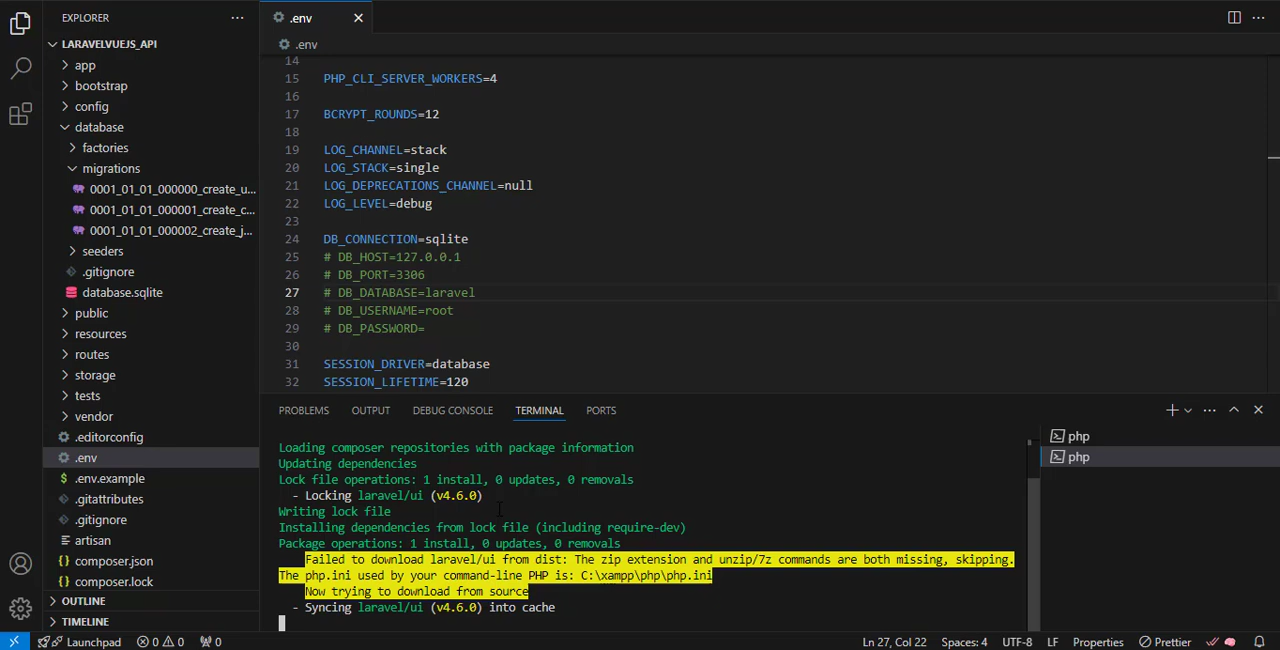 EXPLORER
LARAVELVUEJS_API
app
bootstrap
config
database
factories
migrations
0001_01_01_000000_create_u...
0001_01_01_000001_create_c...
0001_01_01_000002_create_j...
seeders
.gitignore
database.sqlite
public
resources
routes
storage
tests
vendor
.editorconfig
.env
.env.example
.gitattributes
.gitignore
artisan
composer.json
composer.lock
OUTLINE
TIMELINE
.env
.env
14
15 PHP_CLI_SERVER_WORKERS=4
16
17 BCRYPT_ROUNDS=12
18
19 LOG_CHANNEL=stack
20 LOG_STACK=single
21 LOG_DEPRECATIONS_CHANNEL=null
22 LOG_LEVEL=debug
23
24 DB_CONNECTION=sqlite
25 # DB_HOST=127.0.0.1
26 # DB_PORT=3306
27 # DB_DATABASE=laravel
28 # DB_USERNAME=root
29 # DB_PASSWORD=
30
31 SESSION_DRIVER=database
32 SESSION_LIFETIME=120
PROBLEMS OUTPUT DEBUG CONSOLE TERMINAL PORTS
Loading composer repositories with package information
Updating dependencies
Lock file operations: 1 install, 0 updates, 0 removals
- Locking laravel/ui (v4.6.0)
Writing lock file
Installing dependencies from lock file (including require-dev)
Package operations: 1 install, 0 updates, 0 removals
Failed to download laravel/ui from dist: The zip extension and unzip/7z commands are both missing, skipping.
The php.ini used by your command-line PHP is: C:\xampp\php\php.ini
Now trying to download from source
- Syncing laravel/ui (v4.6.0) into cache
php
php
Launchpad 0 0 0 Ln 27, Col 22 Spaces: 4 UTF-8 LF Properties Prettier